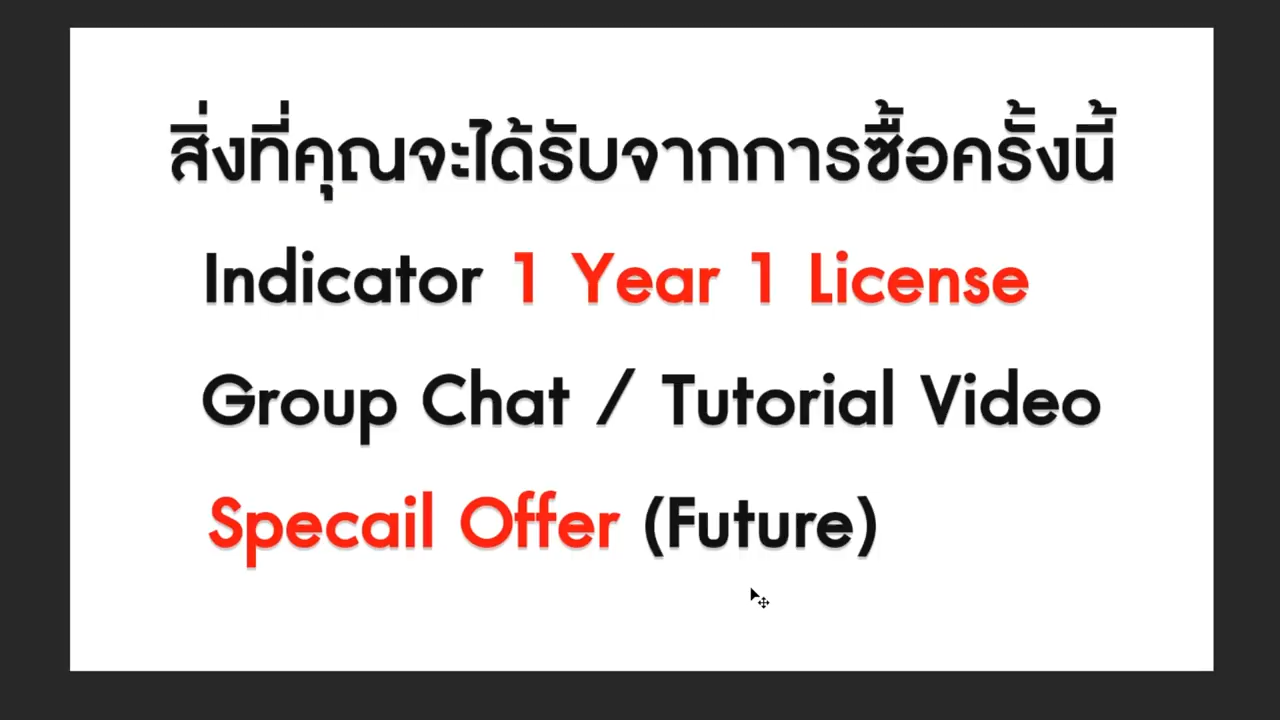 สิ่งที่คุณจะได้รับจากการซื้อครั้งนี้
Indicator 1 Year 1 License
Group Chat / Tutorial Video
Specail Offer (Future)